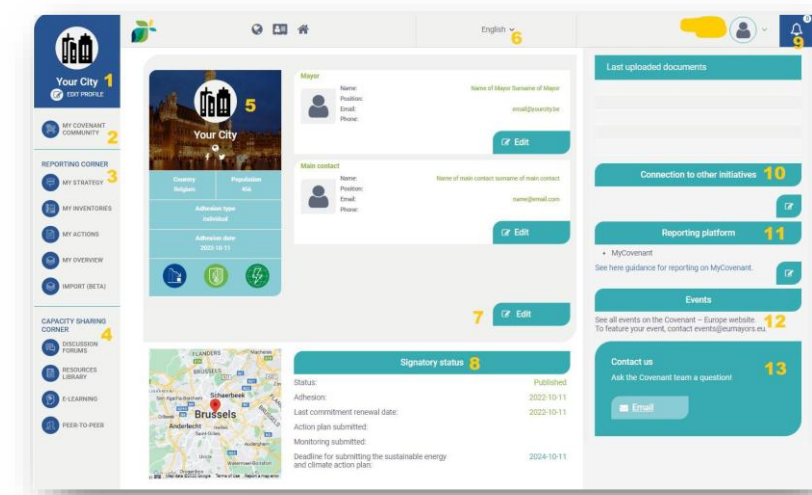 Your City 1
EDIT PROFILE
MY COVENANT
COMMUNITY 2
REPORTING CORNER
MY STRATEGY 3
MY INVENTORIES
MY ACTIONS
MY OVERVIEW
IMPORT (BETA)
CAPACITY SHARING
CORNER 4
DISCUSSION
FORUMS
RESOURCES
LIBRARY
E-LEARNING
PEER-TO-PEER
English 6
9
5
Your City
Country Population
Belgium 456
Adhesion type
individual
Adhesion date
2022-10-11
Mayor
Name: Name of Mayor Surname of Mayor
Position:
Email: email@yourcity.be
Phone:
Edit
Main contact
Name: Name of main contact surname of main contact
Position:
Email: name@email.com
Phone:
Edit
7 Edit
FLANDERS
BRUSSELS
Schaerbeek
Brussels
Anderlecht
Signatory status 8
Status: Published
Adhesion: 2022-10-11
Last commitment renewal date: 2022-10-11
Action plan submitted:
Monitoring submitted:
Deadline for submitting the sustainable energy 2024-10-11
and climate action plan:
Last uploaded documents
Connection to other initiatives 10
Reporting platform 11
• MyCovenant
See here guidance for reporting on MyCovenant.
Events
See all events on the Covenant – Europe website. 12
To feature your event, contact events@eumayors.eu.
Contact us
Ask the Covenant team a question! 13
Email